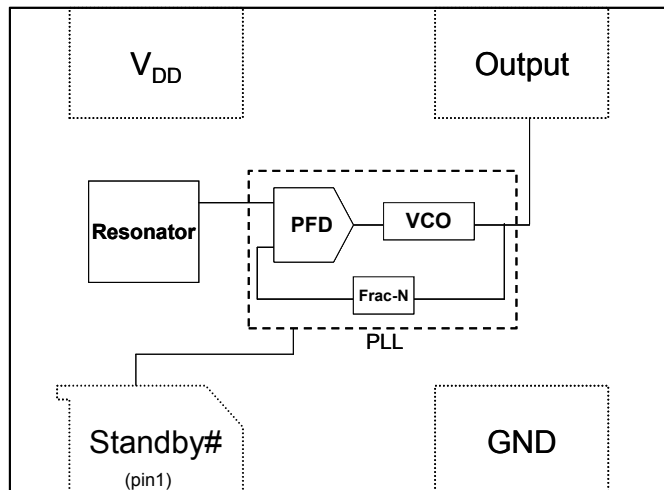 VDD
Output
Resonator
PFD
VCO
Frac-N
PLL
Standby#
(pin1)
GND